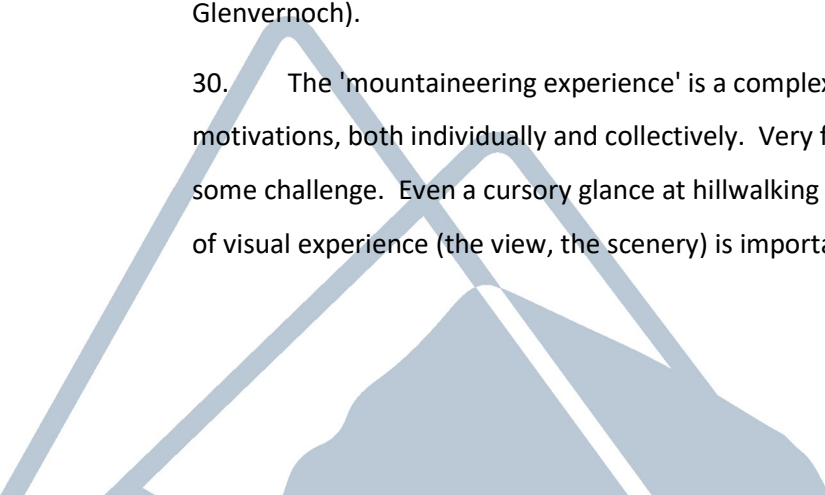 Glenvernoch).
30. The 'mountaineering experience' is a complex
motivations, both individually and collectively. Very f
some challenge. Even a cursory glance at hillwalking
of visual experience (the view, the scenery) is importa